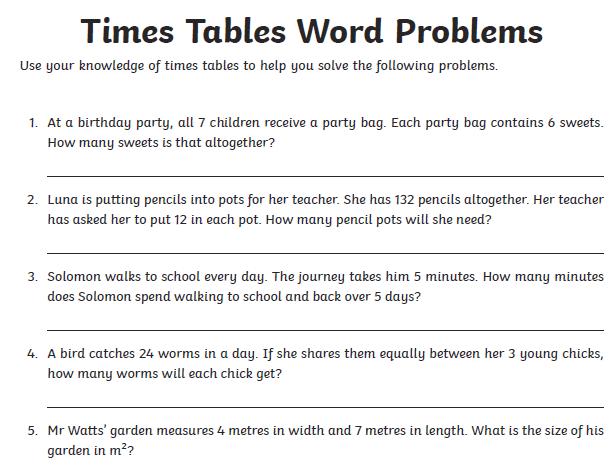 Times Tables Word Problems
Use your knowledge of times tables to help you solve the following problems.
1. At a birthday party, all 7 children receive a party bag. Each party bag contains 6 sweets.
How many sweets is that altogether?
2. Luna is putting pencils into pots for her teacher. She has 132 pencils altogether. Her teacher
has asked her to put 12 in each pot. How many pencil pots will she need?
3. Solomon walks to school every day. The journey takes him 5 minutes. How many minutes
does Solomon spend walking to school and back over 5 days?
4. A bird catches 24 worms in a day. If she shares them equally between her 3 young chicks,
how many worms will each chick get?
5. Mr Watts’ garden measures 4 metres in width and 7 metres in length. What is the size of his
garden in m²?